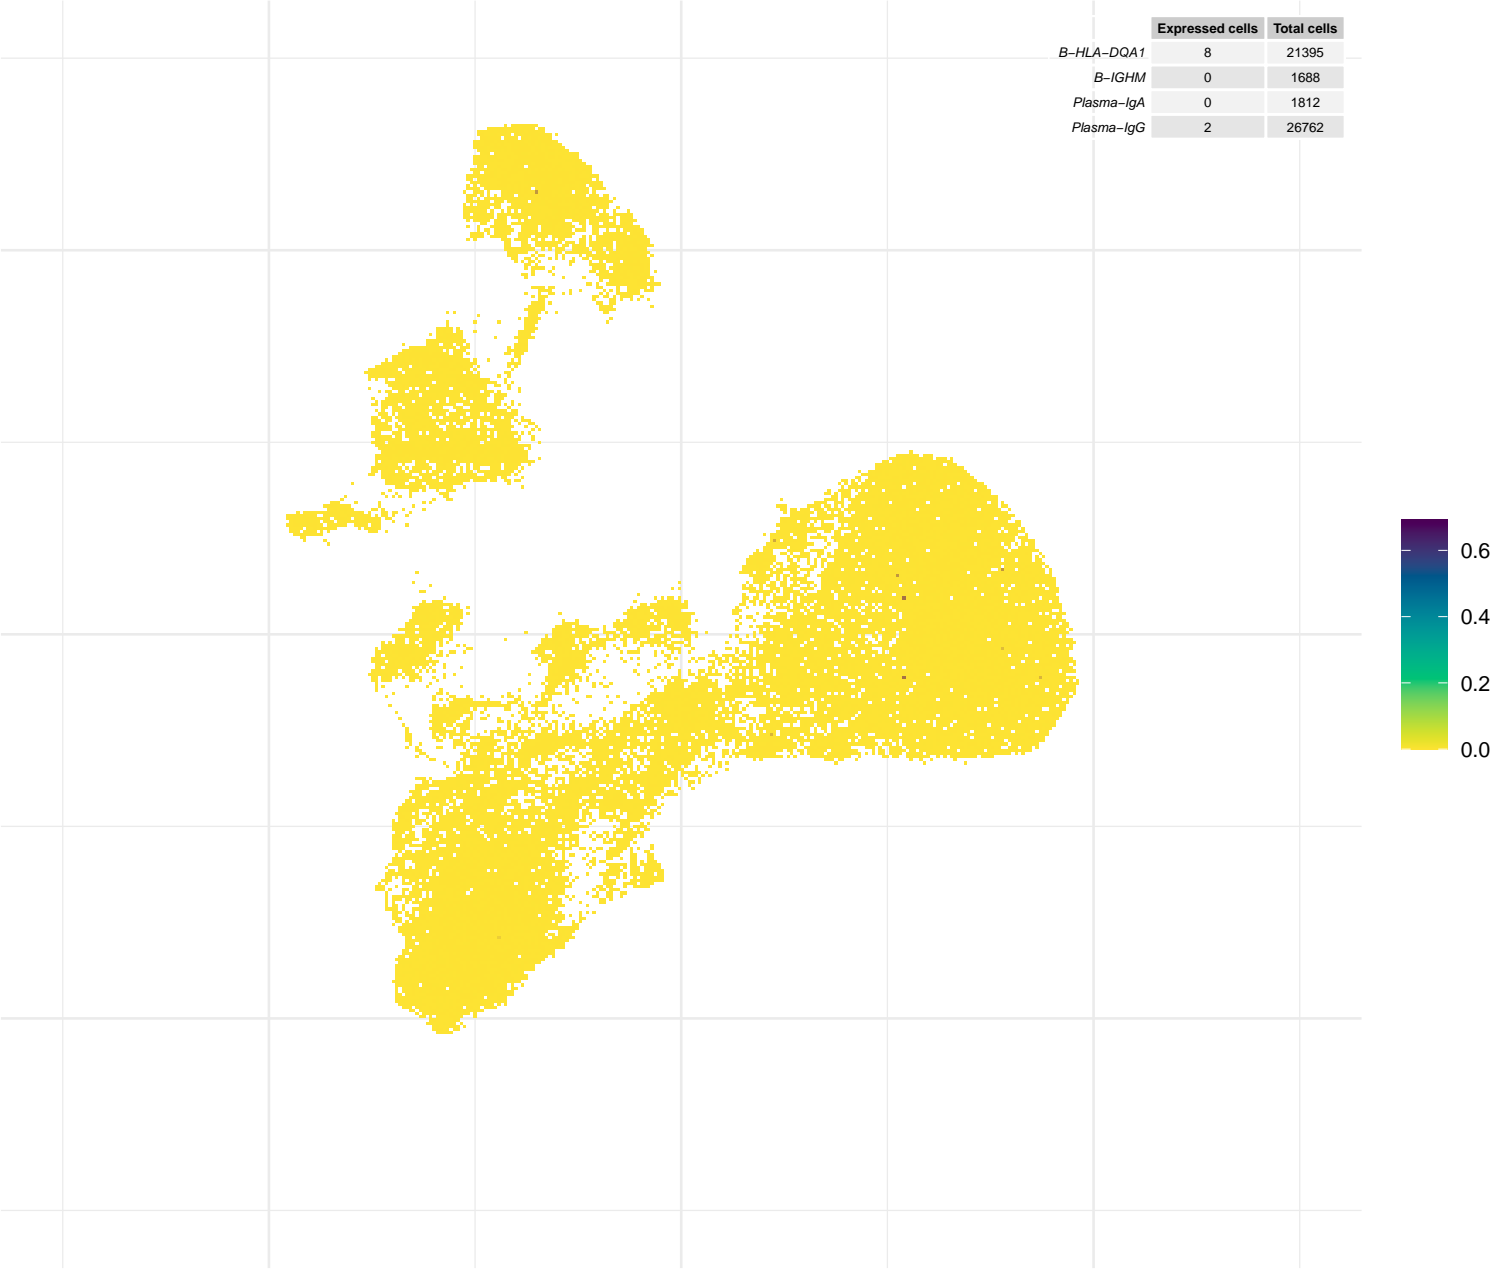 Expressed cells Total cells
B−HLA−DQA1 8 21395
B−IGHM 0 1688
Plasma−IgA 0 1812
Plasma−IgG 2 26762
0.6
0.4
0.2
0.0